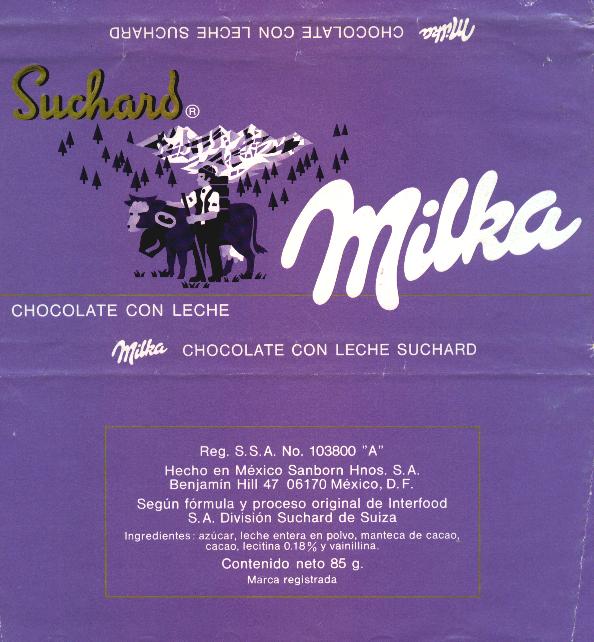 Milka CHOCOLATE CON LECHE SUCHARD
Suchard ®
Milka
CHOCOLATE CON LECHE
Milka CHOCOLATE CON LECHE SUCHARD
Reg. S.S.A. No. 103800 "A"
Hecho en México Sanborn Hnos. S.A.
Benjamín Hill 47 06170 México, D.F.
Según fórmula y proceso original de Interfood
S.A. División Suchard de Suiza
Ingredientes: azúcar, leche entera en polvo, manteca de cacao,
cacao, lecitina 0.18% y vainillina.
Contenido neto 85 g.
Marca registrada